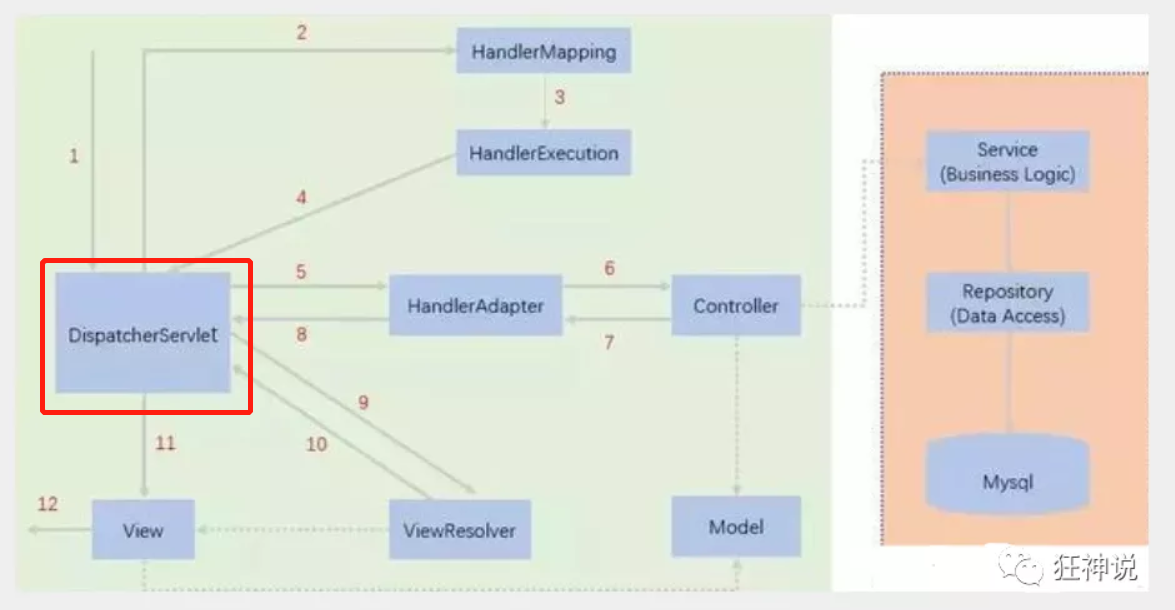 2
HandlerMapping
3
1
HandlerExecution
4
Service
(Business Logic)
5
6
HandlerAdapter
Controller
Repository
(Data Access)
DispatcherServlet
8
7
9
10
11
Mysql
12
View
ViewResolver
Model
狂神说